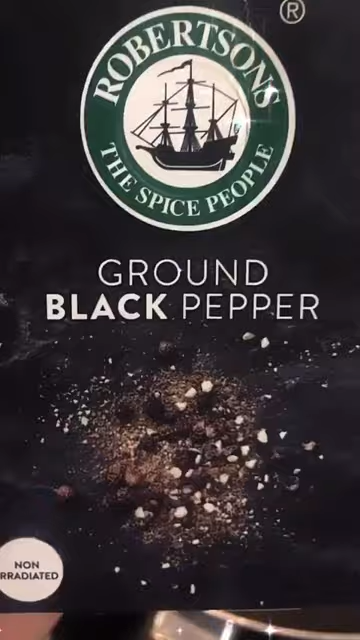 ®
ROBERTSONS
THE SPICE PEOPLE
GROUND
BLACK PEPPER
NON
RRADIATED